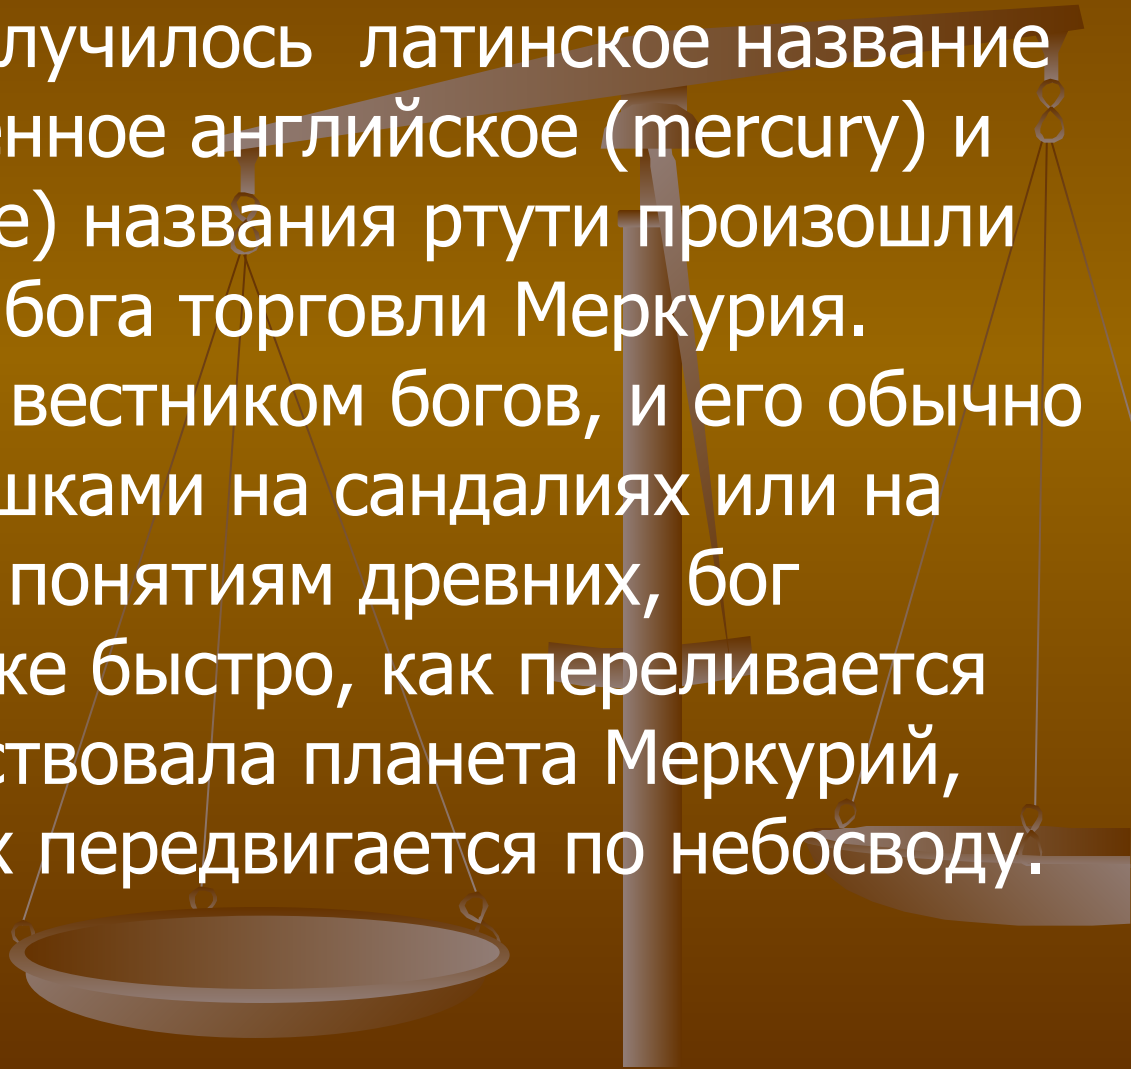 лучилось латинское название
енное английское (mercury) и
е) названия ртути произошли
бога торговли Меркурия.
вестником богов, и его обычно
шками на сандалиях или на
понятиям древних, бог
ке быстро, как переливается
ствовала планета Меркурий,
х передвигается по небосводу.